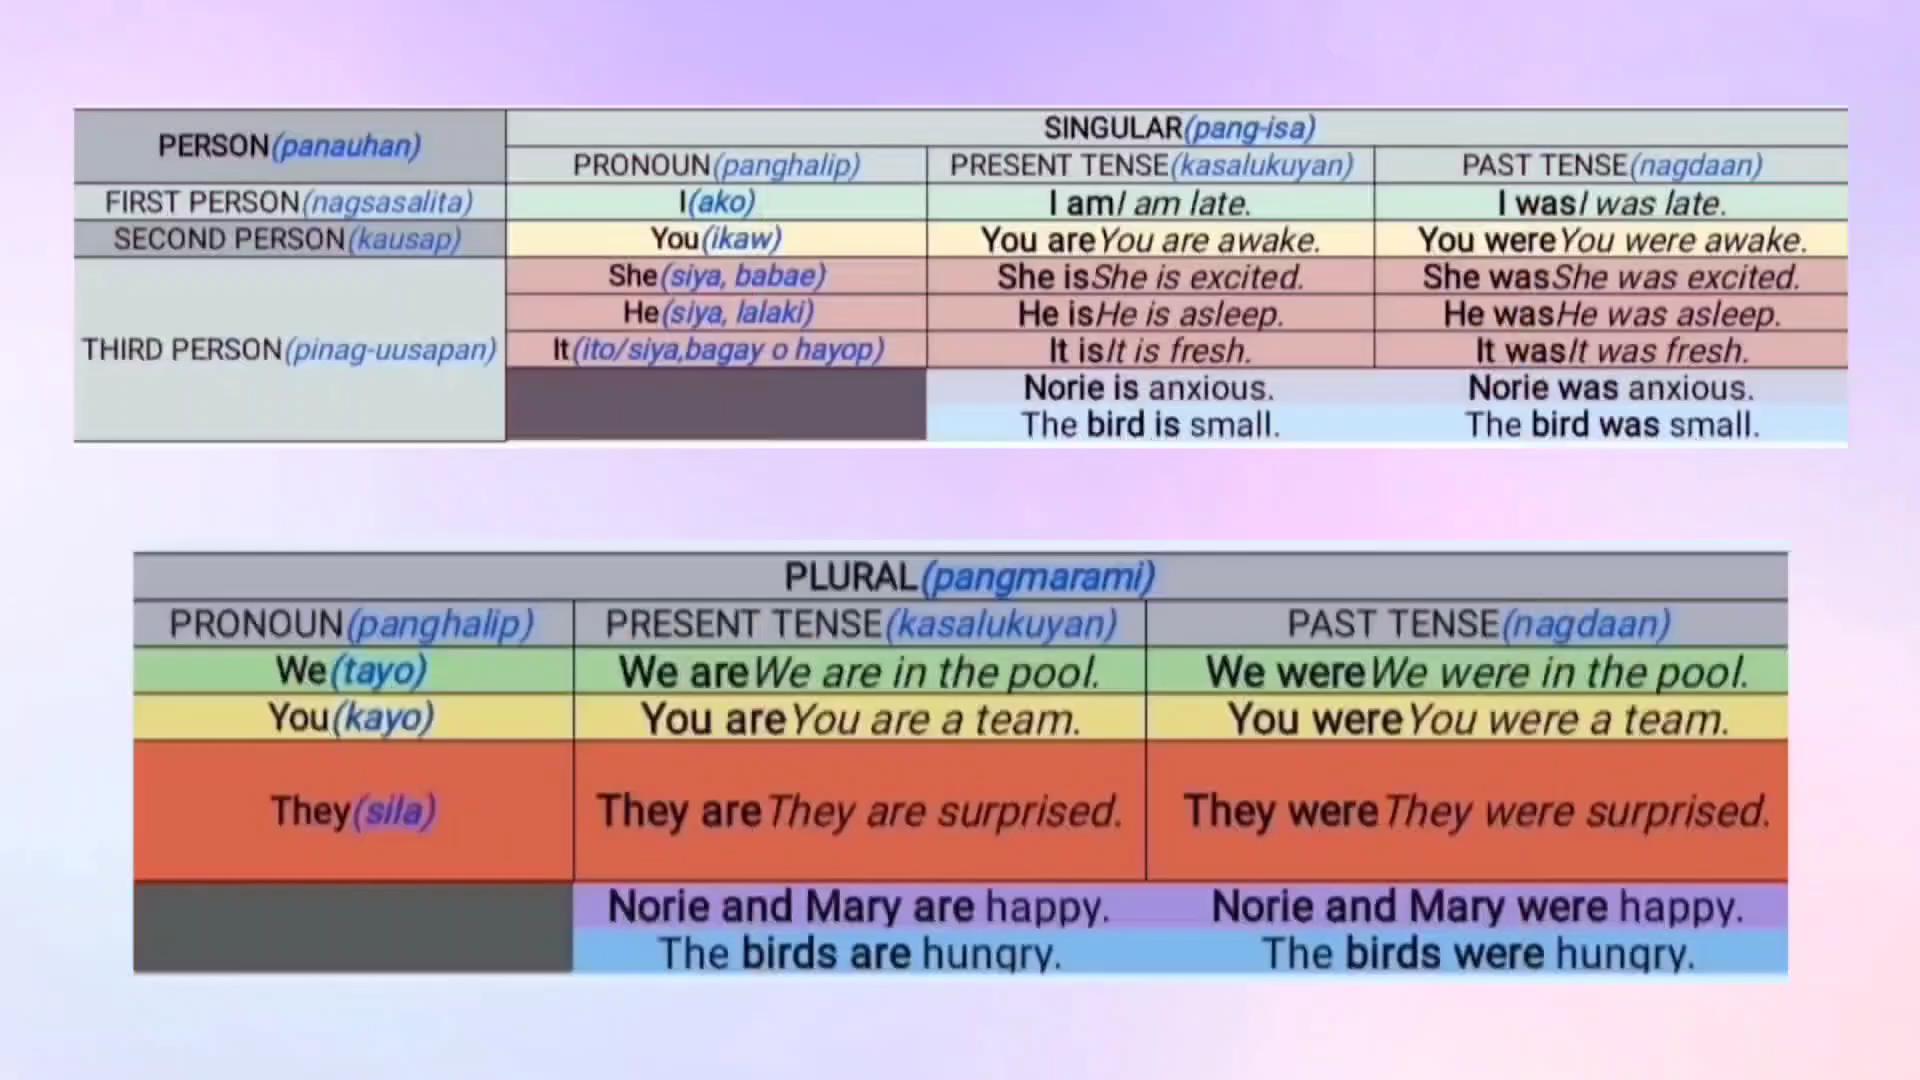 PERSON(panauhan) SINGULAR(pang-isa)
PRONOUN(panghalip) PRESENT TENSE(kasalukuyan) PAST TENSE(nagdaan)
FIRST PERSON(nagsasalita) I(ako) I am I am late. I was I was late.
SECOND PERSON(kausap) You(ikaw) You are You are awake. You were You were awake.
She(siya, babae) She is She is excited. She was She was excited.
He(siya, lalaki) He is He is asleep. He was He was asleep.
THIRD PERSON(pinag-uusapan) It(ito/siya,bagay o hayop) It is It is fresh. It was It was fresh.
Norie is anxious. Norie was anxious.
The bird is small. The bird was small.
PLURAL(pangmarami)
PRONOUN(panghalip) PRESENT TENSE(kasalukuyan) PAST TENSE(nagdaan)
We(tayo) We are We are in the pool. We were We were in the pool.
You(kayo) You are You are a team. You were You were a team.
They(sila) They are They are surprised. They were They were surprised.
Norie and Mary are happy. Norie and Mary were happy.
The birds are hungry. The birds were hungry.